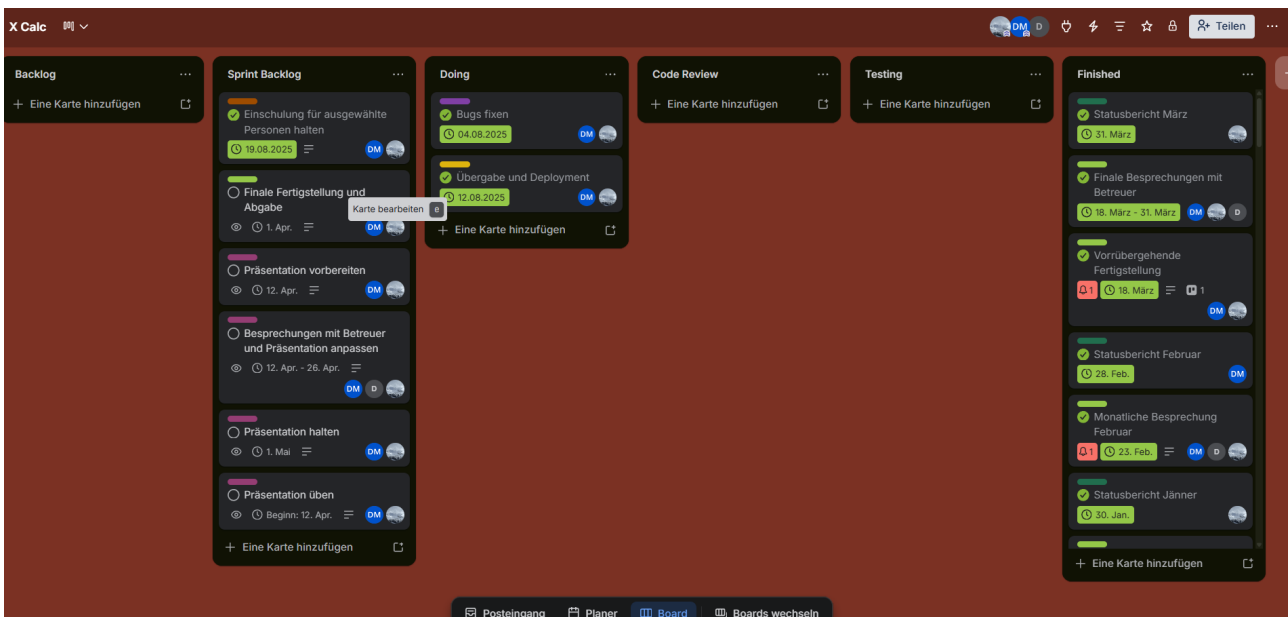 X Calc
DM D Teilen
Backlog
Eine Karte hinzufügen
Sprint Backlog
Einschulung für ausgewählte
Personen halten
19.08.2025 DM
Finale Fertigstellung und
Abgabe
Karte bearbeiten e
1. Apr. DM
Präsentation vorbereiten
12. Apr. DM
Besprechungen mit Betreuer
und Präsentation anpassen
12. Apr. - 26. Apr.
DM D
Präsentation halten
1. Mai DM
Präsentation üben
Beginn: 12. Apr. DM
Eine Karte hinzufügen
Doing
Bugs fixen
04.08.2025 DM
Übergabe und Deployment
12.08.2025 DM
Eine Karte hinzufügen
Code Review
Eine Karte hinzufügen
Testing
Eine Karte hinzufügen
Finished
Statusbericht März
31. März
Finale Besprechungen mit
Betreuer
18. März - 31. März DM D
Vorrübergehende
Fertigstellung
1 18. März 1
DM
Statusbericht Februar
28. Feb. DM
Monatliche Besprechung
Februar
1 23. Feb. DM D
Statusbericht Jänner
30. Jan.
Eine Karte hinzufügen
Posteingang Planer Board Boards wechseln